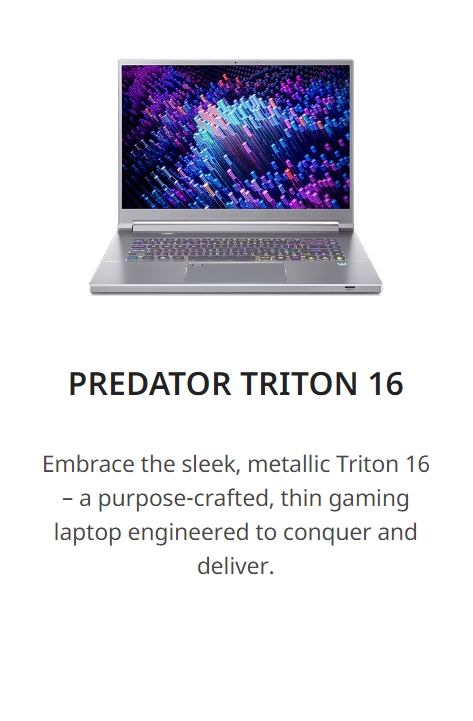 PREDATOR TRITON 16
Embrace the sleek, metallic Triton 16
– a purpose-crafted, thin gaming
laptop engineered to conquer and
deliver.